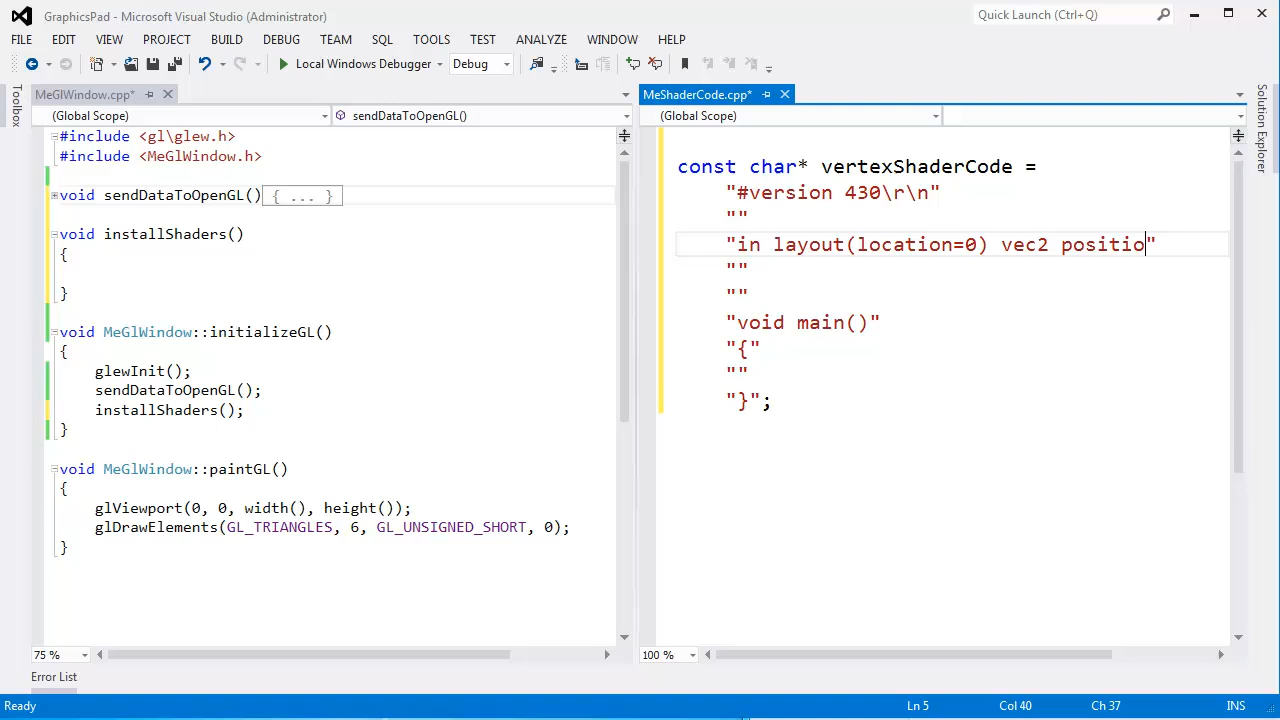 GraphicsPad - Microsoft Visual Studio (Administrator)
Quick Launch (Ctrl+Q)
FILE EDIT VIEW PROJECT BUILD DEBUG TEAM SQL TOOLS TEST ANALYZE WINDOW HELP
Local Windows Debugger Debug
Toolbox
MeGlWindow.cpp*
(Global Scope) sendDataToOpenGL()
#include <gl\glew.h>
#include <MeGlWindow.h>
void sendDataToOpenGL(){ ... }
void installShaders()
{
}
void MeGlWindow::initializeGL()
{
glewInit();
sendDataToOpenGL();
installShaders();
}
void MeGlWindow::paintGL()
{
glViewport(0, 0, width(), height());
glDrawElements(GL_TRIANGLES, 6, GL_UNSIGNED_SHORT, 0);
}
75 %
MeShaderCode.cpp*
(Global Scope)
const char* vertexShaderCode =
"#version 430\r\n"
""
"in layout(location=0) vec2 positio"
""
""
"void main()"
"{"
""
"}";
100 %
Solution Explorer
Error List
Ready Ln 5 Col 40 Ch 37 INS